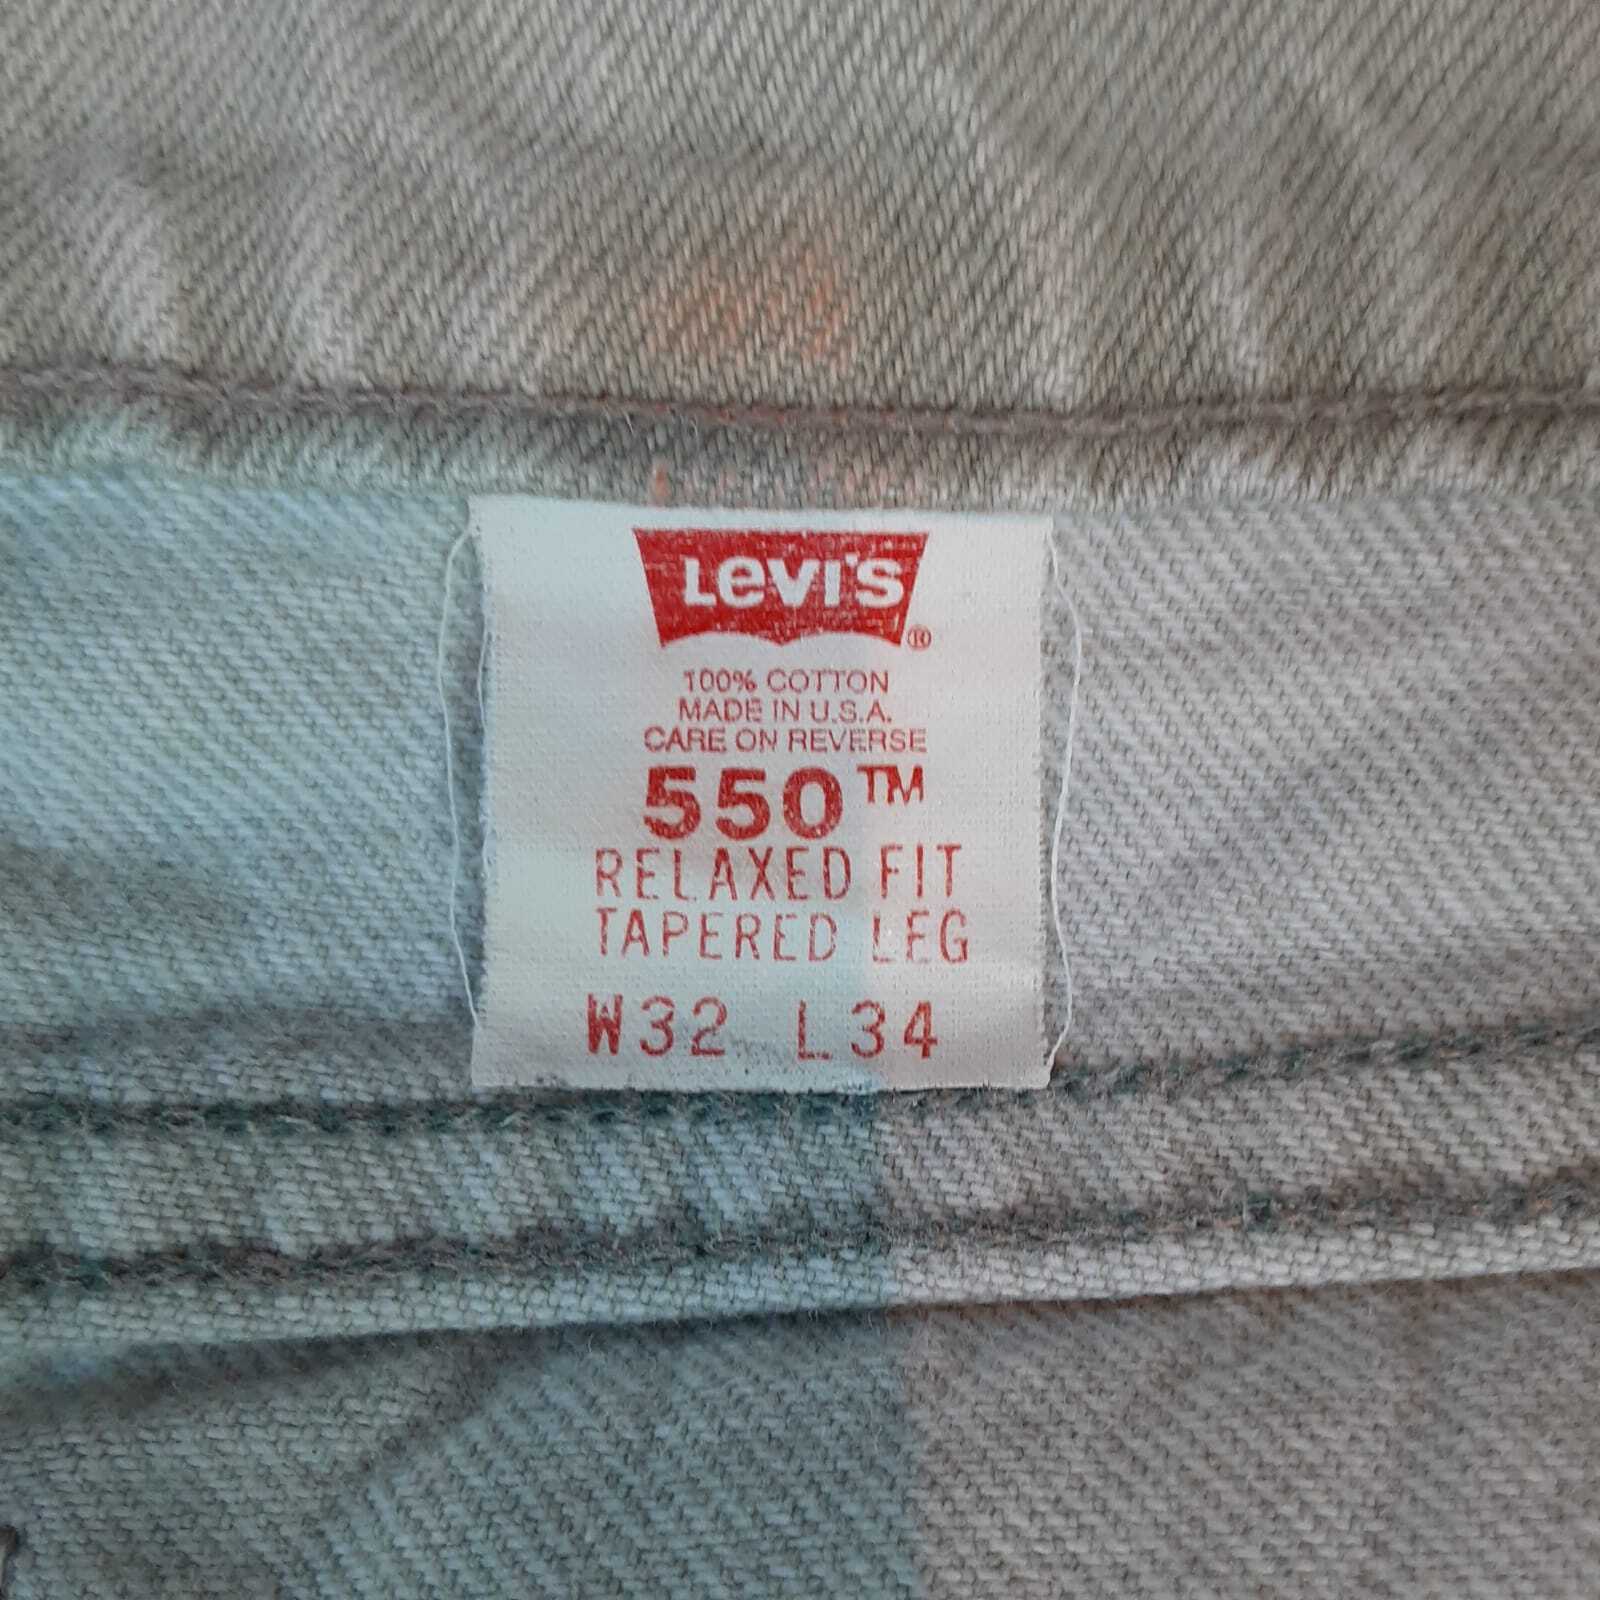 Levi's ®
100% COTTON
MADE IN U.S.A.
CARE ON REVERSE
550™
RELAXED FIT
TAPERED LEG
W32 L34